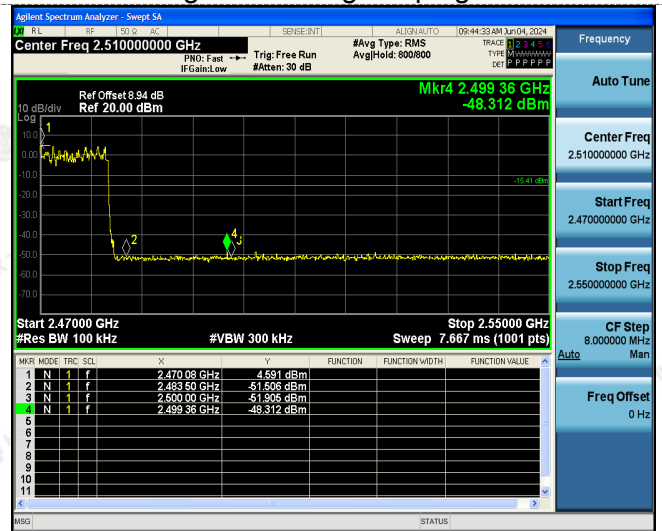 Agilent Spectrum Analyzer - Swept SA
LXI RL RF 50 Ω AC SENSE:INT ALIGNAUTO 09:44:33 AM Jun 04, 2024
Center Freq 2.510000000 GHz
PNO: Fast
IFGain:Low
Trig: Free Run
#Atten: 30 dB
#Avg Type: RMS
Avg|Hold: 800/800
TRACE 1 2 3 4 5 6
TYPE M WWWWW
DET P P P P P P
Frequency
Mkr4 2.499 36 GHz
-48.312 dBm
Ref Offset 8.94 dB
Ref 20.00 dBm
10 dB/div
Log
10.0
0.00
-10.0
-20.0
-30.0
-40.0
-50.0
-60.0
-70.0
1
2
4
3
-15.41 dBm
Start 2.47000 GHz
Stop 2.55000 GHz
#Res BW 100 kHz
#VBW 300 kHz
Sweep 7.667 ms (1001 pts)
MKR MODE TRC SCL X Y FUNCTION FUNCTION WIDTH FUNCTION VALUE
1 N 1 f 2.470 08 GHz 4.591 dBm
2 N 1 f 2.483 50 GHz -51.506 dBm
3 N 1 f 2.500 00 GHz -51.905 dBm
4 N 1 f 2.499 36 GHz -48.312 dBm
5
6
7
8
9
10
11
MSG
STATUS
Auto Tune
Center Freq
2.510000000 GHz
Start Freq
2.470000000 GHz
Stop Freq
2.550000000 GHz
CF Step
8.000000 MHz
Auto Man
Freq Offset
0 Hz